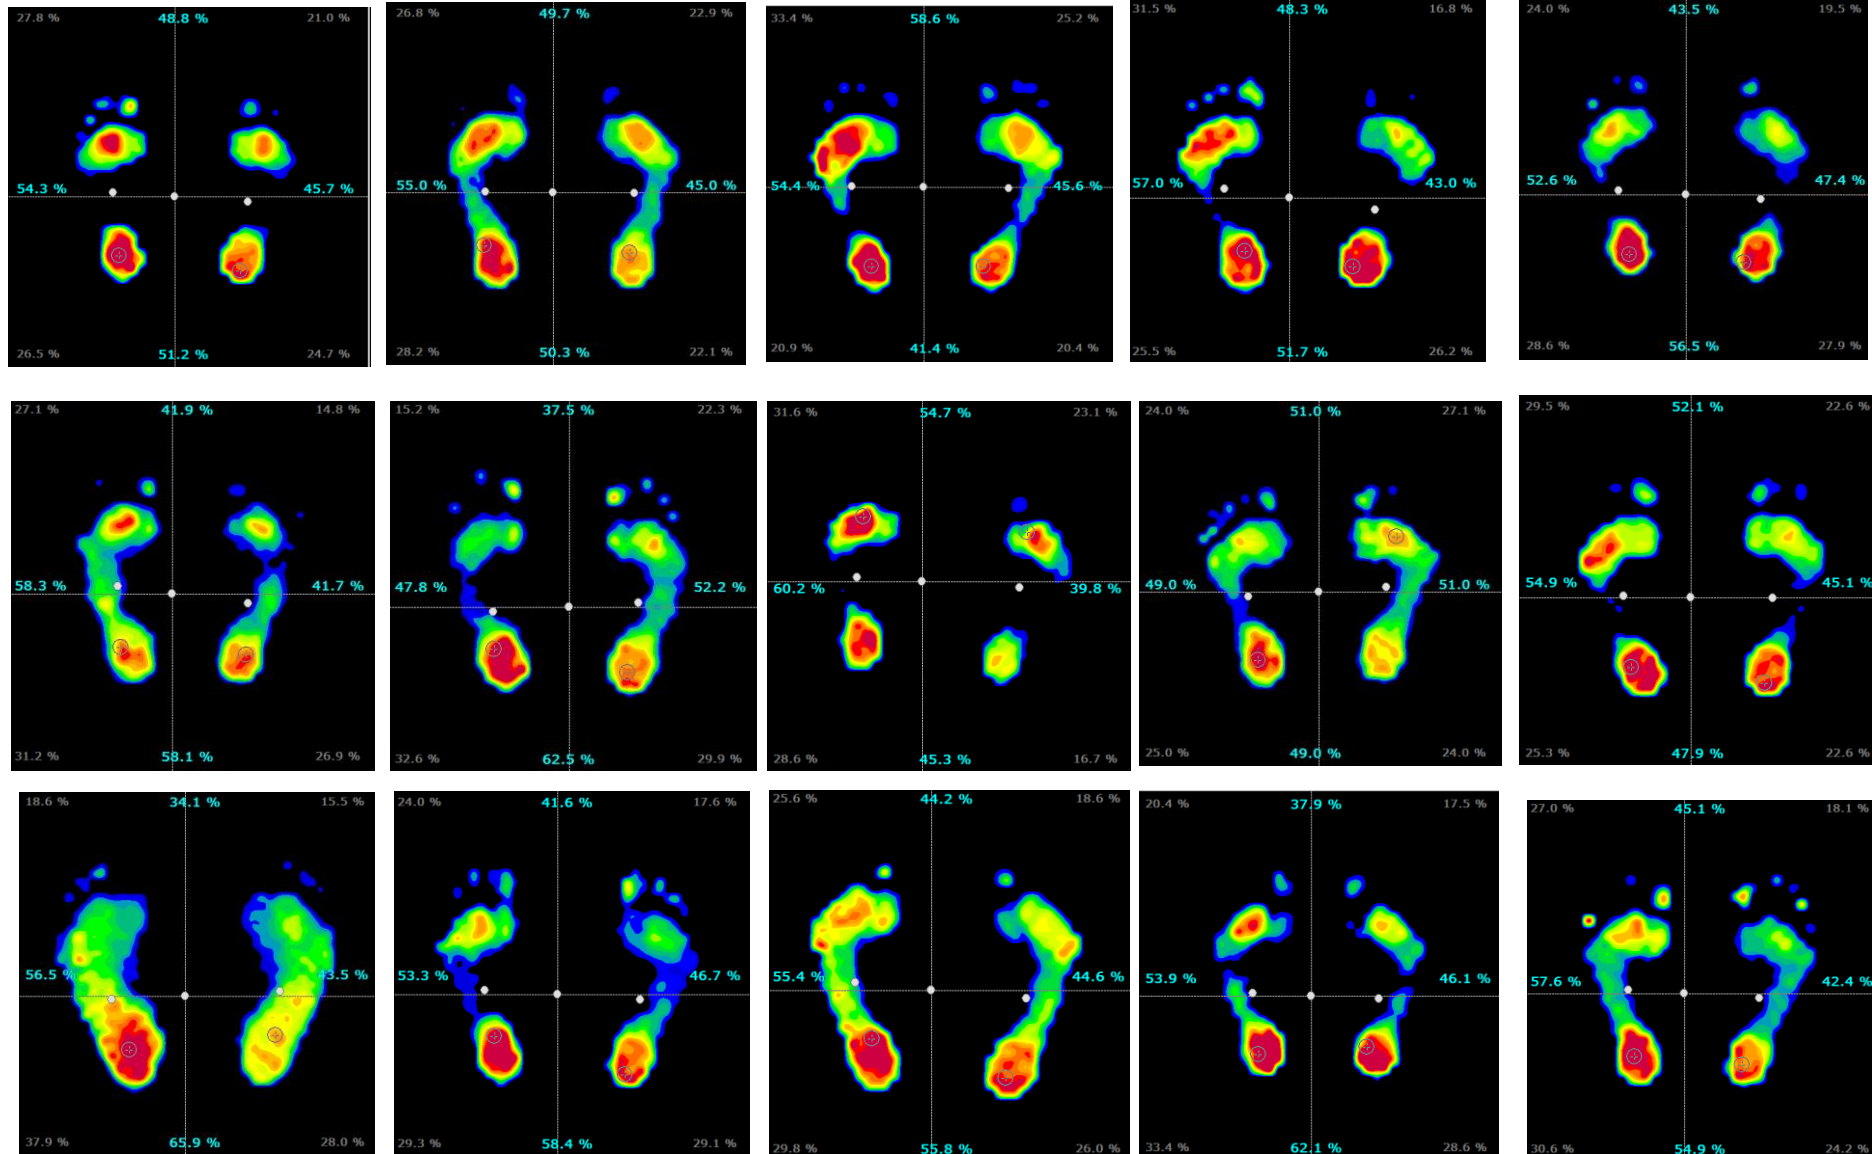 27.8 % 48.8 % 21.0 %
54.3 % 45.7 %
26.5 % 51.2 % 24.7 %
26.8 % 49.7 % 22.9 %
55.0 % 45.0 %
28.2 % 50.3 % 22.1 %
33.4 % 58.6 % 25.2 %
54.4 % 45.6 %
20.9 % 41.4 % 20.4 %
31.5 % 48.3 % 16.8 %
57.0 % 43.0 %
25.5 % 51.7 % 26.2 %
24.0 % 43.5 % 19.5 %
52.6 % 47.4 %
28.6 % 56.5 % 27.9 %
27.1 % 41.9 % 14.8 %
58.3 % 41.7 %
31.2 % 58.1 % 26.9 %
15.2 % 37.5 % 22.3 %
47.8 % 52.2 %
32.6 % 62.5 % 29.9 %
31.6 % 54.7 % 23.1 %
60.2 % 39.8 %
28.6 % 45.3 % 16.7 %
24.0 % 51.0 % 27.1 %
49.0 % 51.0 %
25.0 % 49.0 % 24.0 %
29.5 % 52.1 % 22.6 %
54.9 % 45.1 %
25.3 % 47.9 % 22.6 %
18.6 % 34.1 % 15.5 %
56.5 % 43.5 %
37.9 % 65.9 % 28.0 %
24.0 % 41.6 % 17.6 %
53.3 % 46.7 %
29.3 % 58.4 % 29.1 %
25.6 % 44.2 % 18.6 %
55.4 % 44.6 %
29.8 % 55.8 % 26.0 %
20.4 % 37.9 % 17.5 %
53.9 % 46.1 %
33.4 % 62.1 % 28.6 %
27.0 % 45.1 % 18.1 %
57.6 % 42.4 %
30.6 % 54.9 % 24.2 %